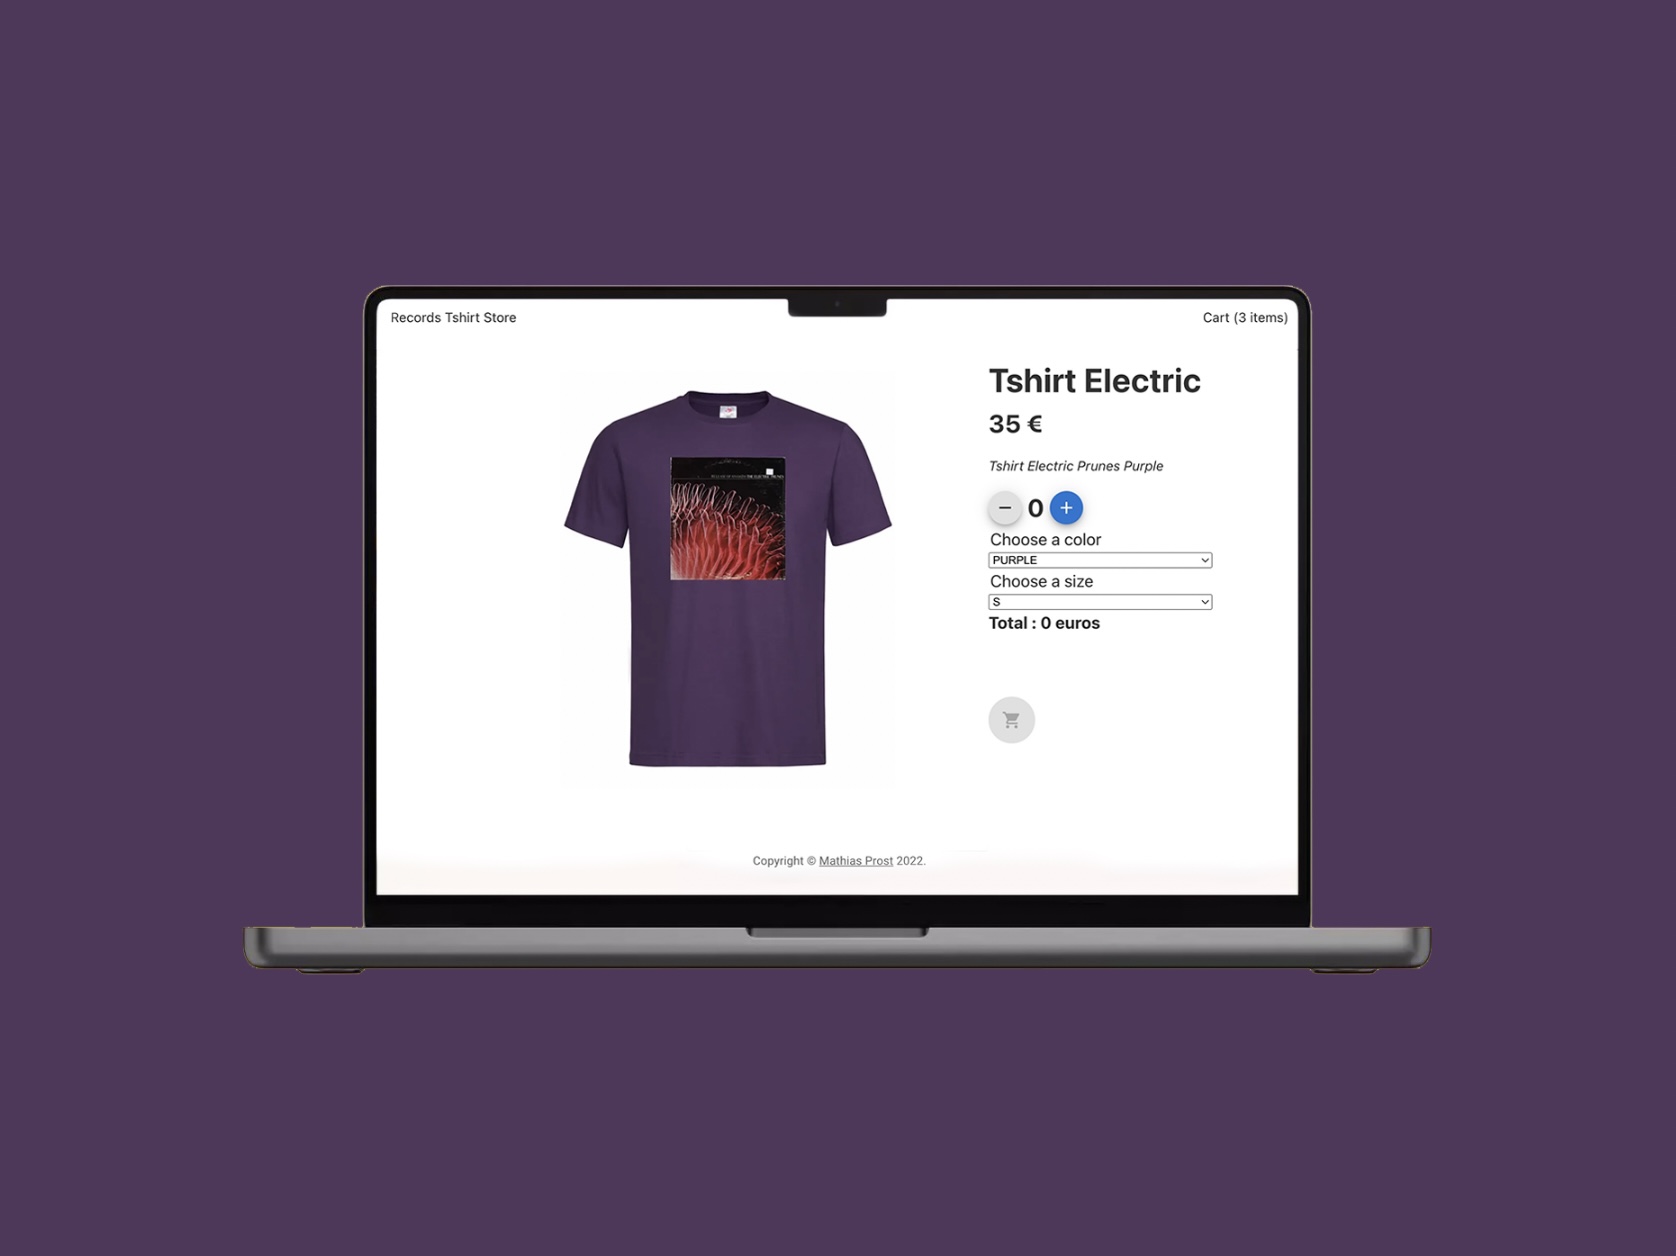 Records Tshirt Store
Cart (3 items)
Tshirt Electric
35 €
Tshirt Electric Prunes Purple
− 0 +
Choose a color
PURPLE
Choose a size
S
Total : 0 euros
Copyright © Mathias Prost 2022.